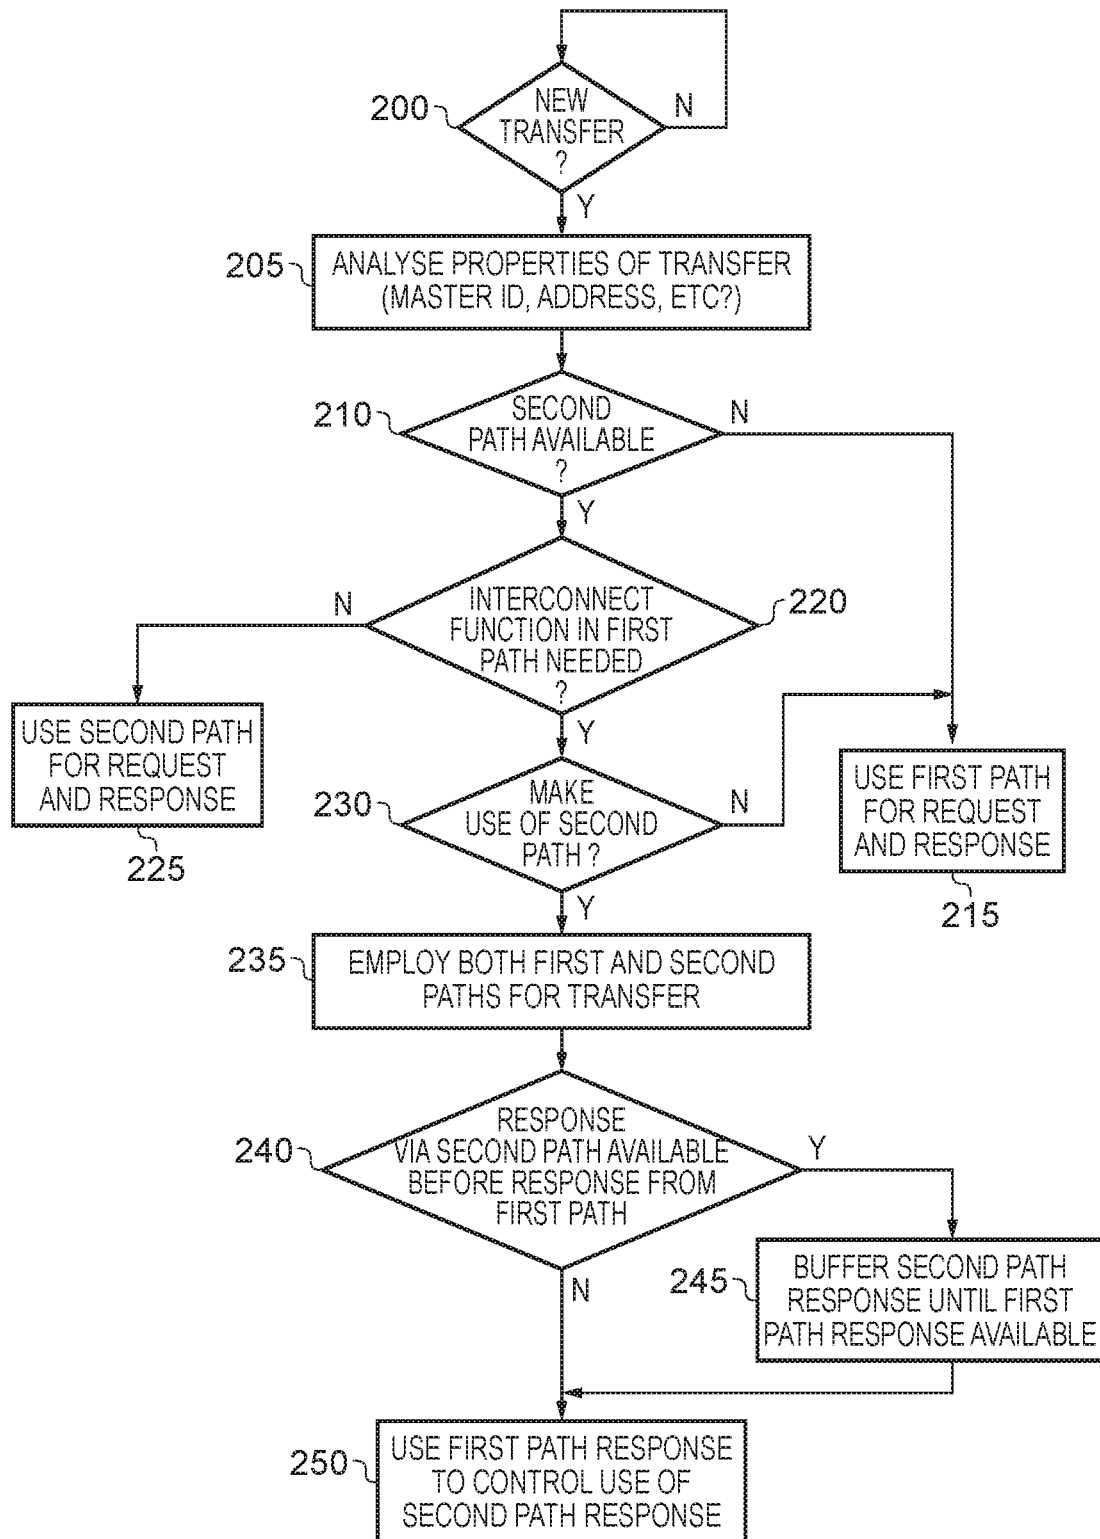 200
NEW
TRANSFER
?
N
Y
205
ANALYSE PROPERTIES OF TRANSFER
(MASTER ID, ADDRESS, ETC?)
210
SECOND
PATH AVAILABLE
?
N
Y
220
INTERCONNECT
FUNCTION IN FIRST
PATH NEEDED
?
N
Y
USE SECOND PATH
FOR REQUEST
AND RESPONSE
225
230
MAKE
USE OF SECOND
PATH ?
N
Y
USE FIRST PATH
FOR REQUEST
AND RESPONSE
215
235
EMPLOY BOTH FIRST AND SECOND
PATHS FOR TRANSFER
240
RESPONSE
VIA SECOND PATH AVAILABLE
BEFORE RESPONSE FROM
FIRST PATH
Y
N
245
BUFFER SECOND PATH
RESPONSE UNTIL FIRST
PATH RESPONSE AVAILABLE
250
USE FIRST PATH RESPONSE
TO CONTROL USE OF
SECOND PATH RESPONSE